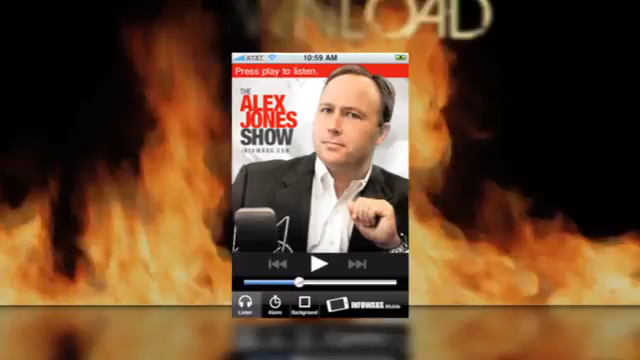 NLOAD
AT&T
10:59 AM
Press play to listen.
THE
ALEX
JONES
SHOW
INFOWARS.COM
Listen
Alarm
Background
INFOWARS Mobile